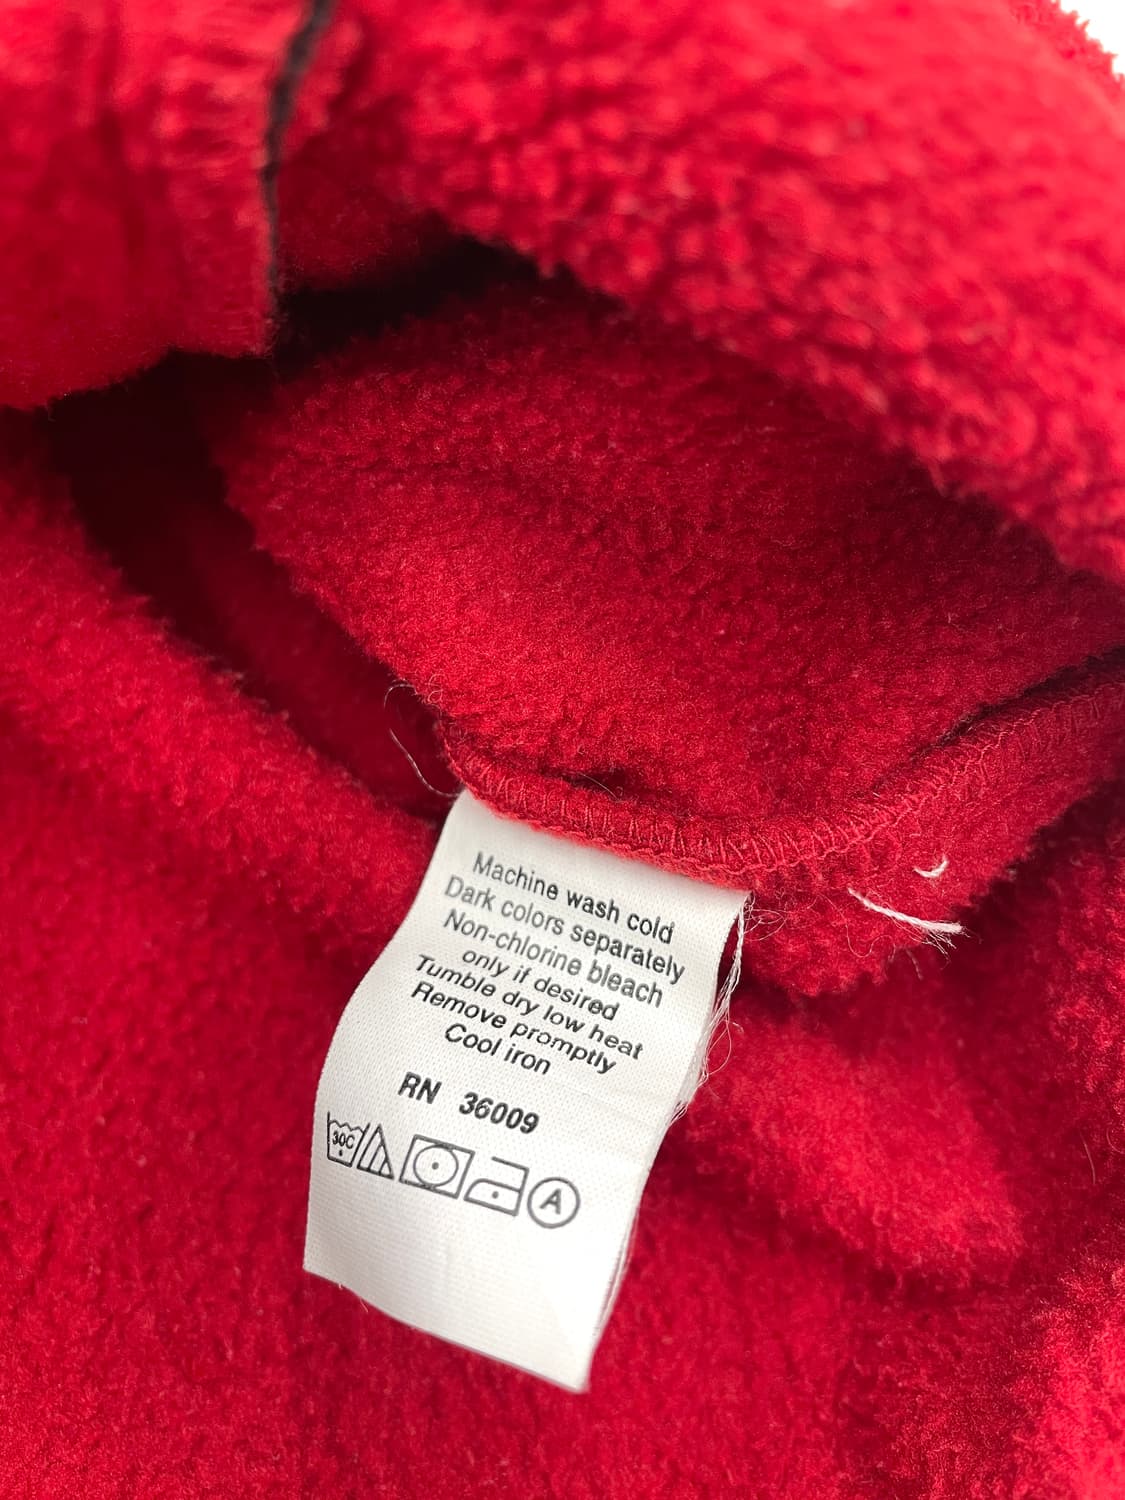 Machine wash cold
Dark colors separately
Non-chlorine bleach
only if desired
Tumble dry low heat
Remove promptly
Cool iron
RN 36009
30C A